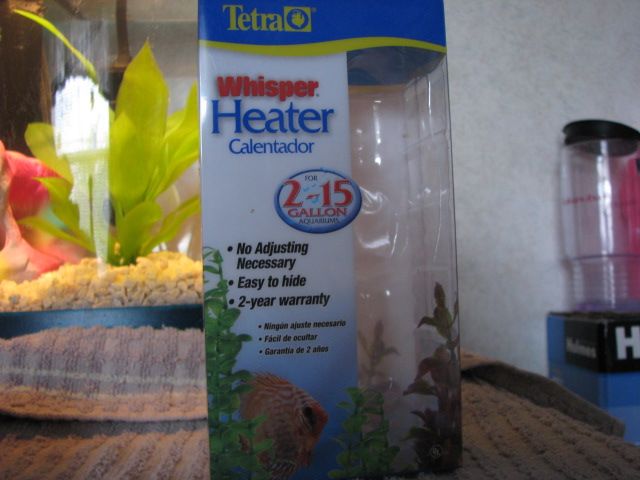 Tetra
Whisper
Heater
Calentador
FOR
2-15
GALLON
AQUARIUMS
• No Adjusting
Necessary
• Easy to hide
• 2-year warranty
• Ningún ajuste necesario
• Fácil de ocultar
• Garantía de 2 años
Holmes
H